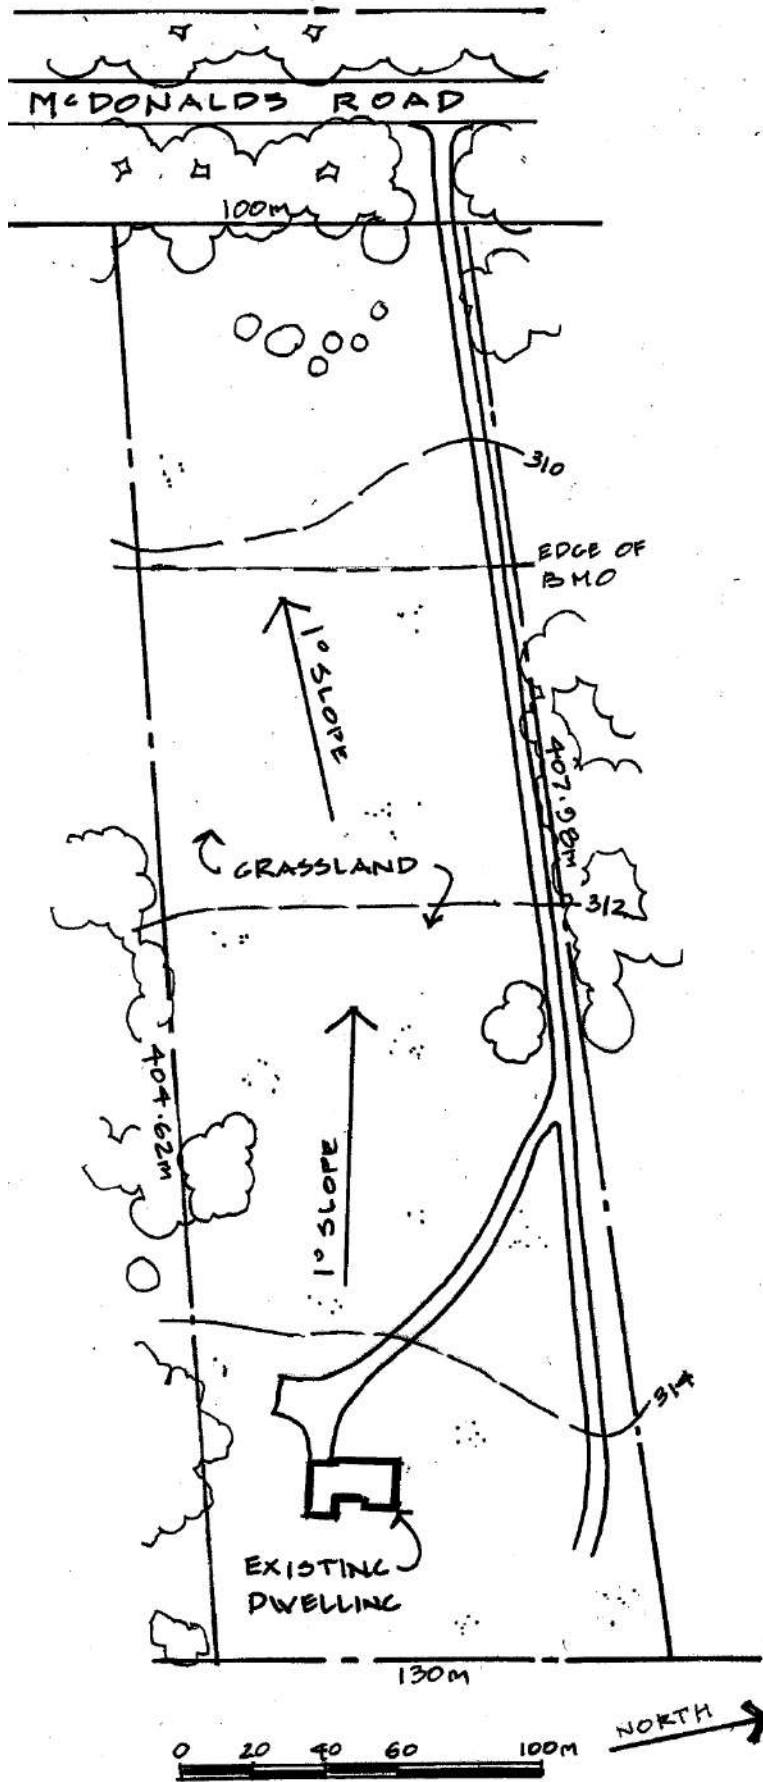 McDONALDS ROAD
100m
310
EDGE OF
BMO
1° SLOPE
407.98m
GRASSLAND
312
404.62m
1° SLOPE
314
EXISTING
DWELLING
130m
NORTH
0 20 40 60 100m